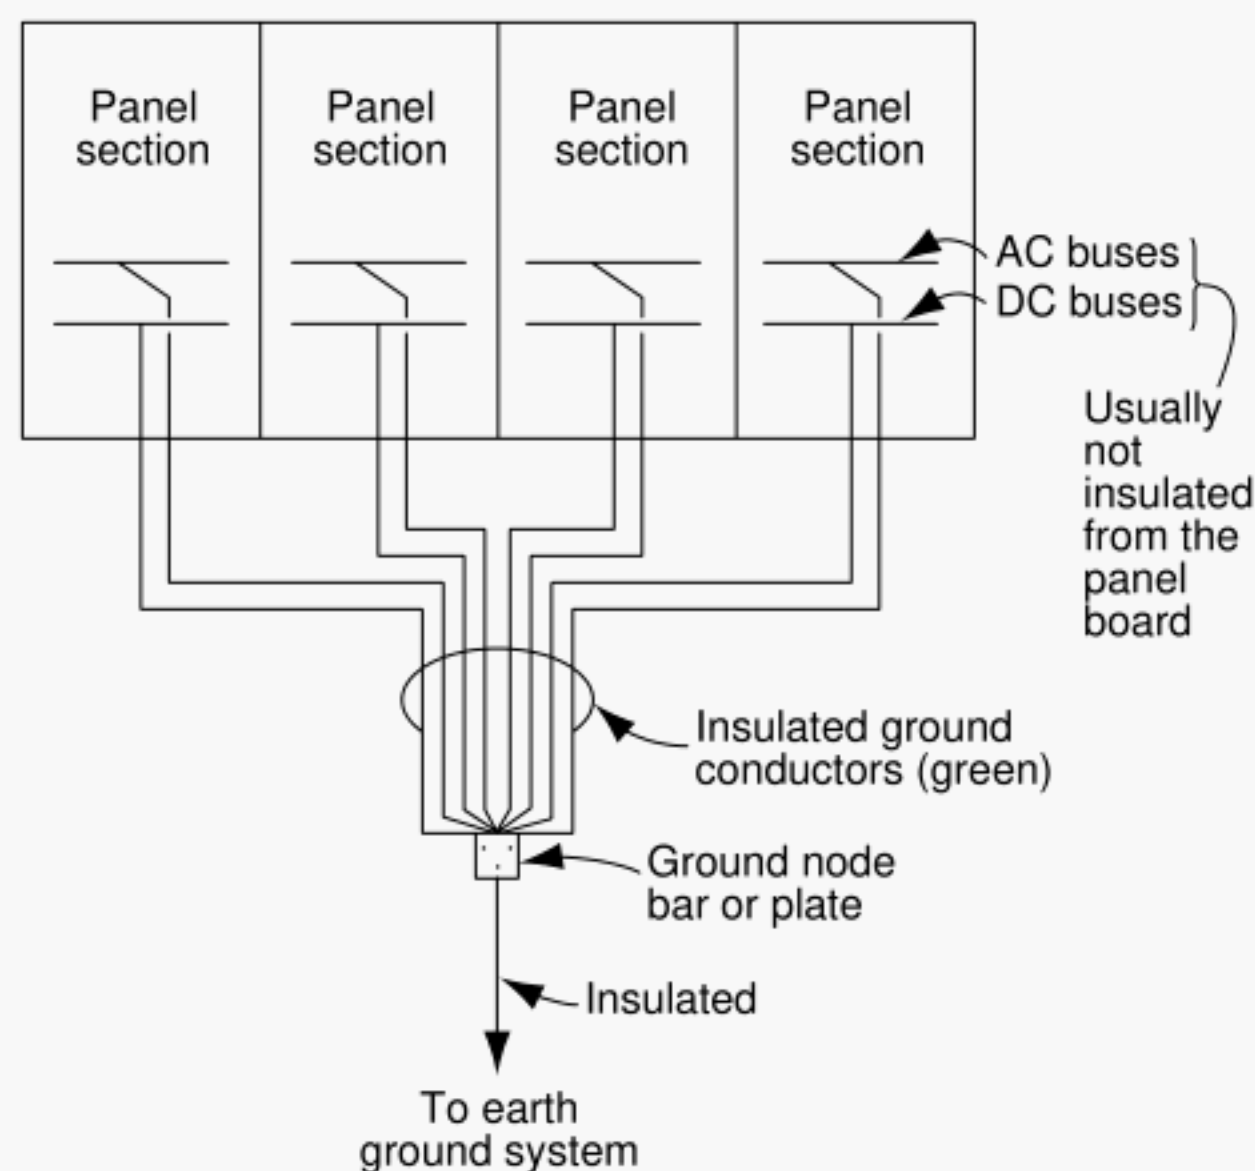 Panel
section
Panel
section
Panel
section
Panel
section
AC buses
DC buses
Usually
not
insulated
from the
panel
board
Insulated ground
conductors (green)
Ground node
bar or plate
Insulated
To earth
ground system